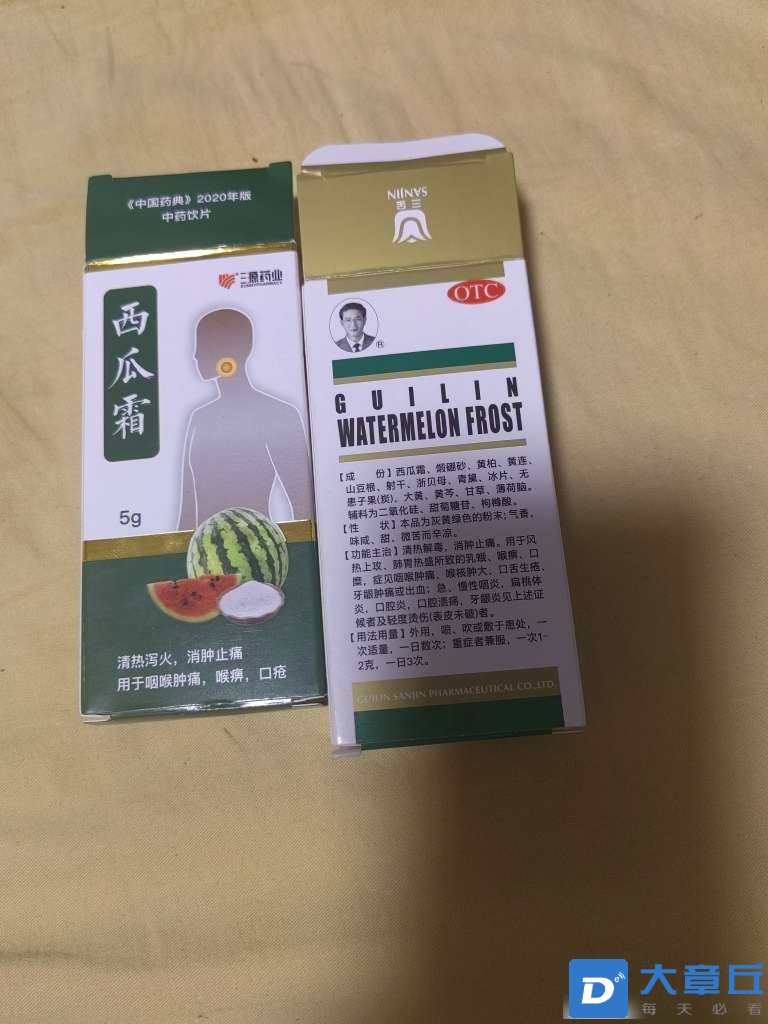 《中国药典》2020年版
中药饮片
三源药业
西瓜霜
5g
清热泻火，消肿止痛
用于咽喉肿痛，喉痹，口疮
三金
SANJIN
OTC
®
GUILIN
WATERMELON FROST
【成　份】西瓜霜、煅硼砂、黄柏、黄连、
山豆根、射干、浙贝母、青黛、冰片、无
患子果(炭)、大黄、黄芩、甘草、薄荷脑。
辅料为二氧化硅、甜菊糖苷、枸橼酸。
【性　状】本品为灰黄绿色的粉末；气香，
味咸、甜、微苦而辛凉。
【功能主治】清热解毒，消肿止痛。用于风
热上攻、肺胃热盛所致的乳蛾、喉痹、口
糜，症见咽喉肿痛、喉核肿大、口舌生疮、
牙龈肿痛或出血；急、慢性咽炎，扁桃体
炎，口腔炎，口腔溃疡，牙龈炎见上述证
候者及轻度烫伤(表皮未破)者。
【用法用量】外用，喷、吹或敷于患处，一
次适量，一日数次；重症者兼服，一次1-
2克，一日3次。
GUILIN SANJIN PHARMACEUTICAL CO., LTD.
大章丘
每天必看